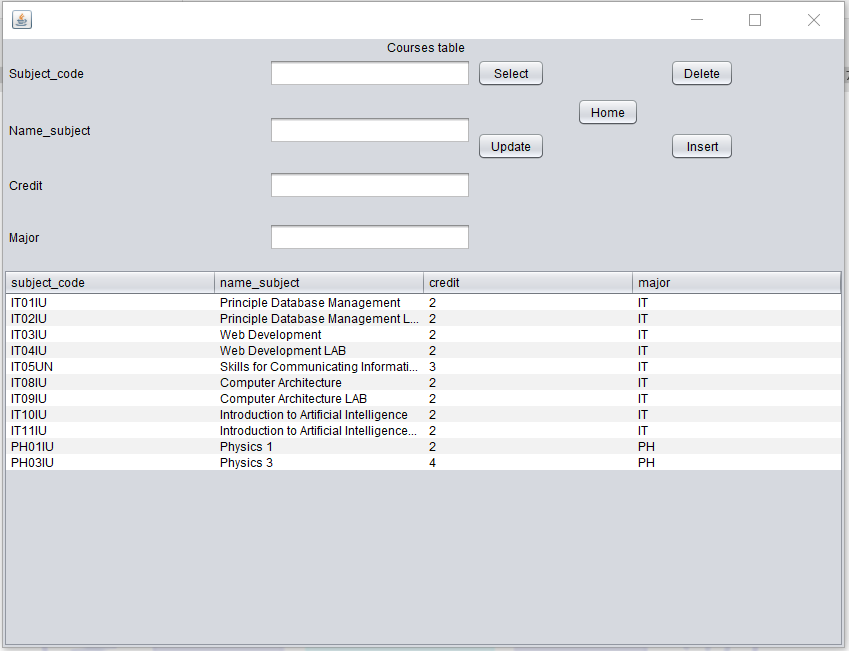 Courses table
Subject_code Select Delete
Home
Name_subject
Update Insert
Credit
Major
subject_code name_subject credit major
IT01IU Principle Database Management 2 IT
IT02IU Principle Database Management L... 2 IT
IT03IU Web Development 2 IT
IT04IU Web Development LAB 2 IT
IT05UN Skills for Communicating Informati... 3 IT
IT08IU Computer Architecture 2 IT
IT09IU Computer Architecture LAB 2 IT
IT10IU Introduction to Artificial Intelligence 2 IT
IT11IU Introduction to Artificial Intelligence... 2 IT
PH01IU Physics 1 2 PH
PH03IU Physics 3 4 PH